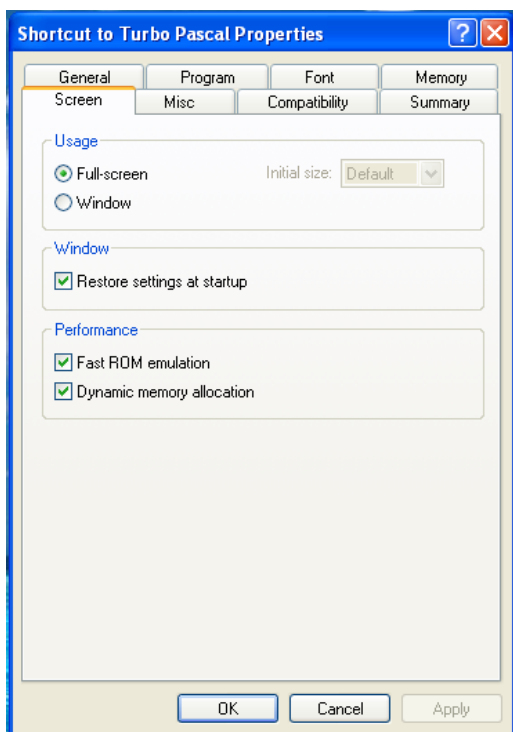 Shortcut to Turbo Pascal Properties
General Program Font Memory
Screen Misc Compatibility Summary
Usage
Full-screen Initial size: Default
Window
Window
Restore settings at startup
Performance
Fast ROM emulation
Dynamic memory allocation
OK Cancel Apply